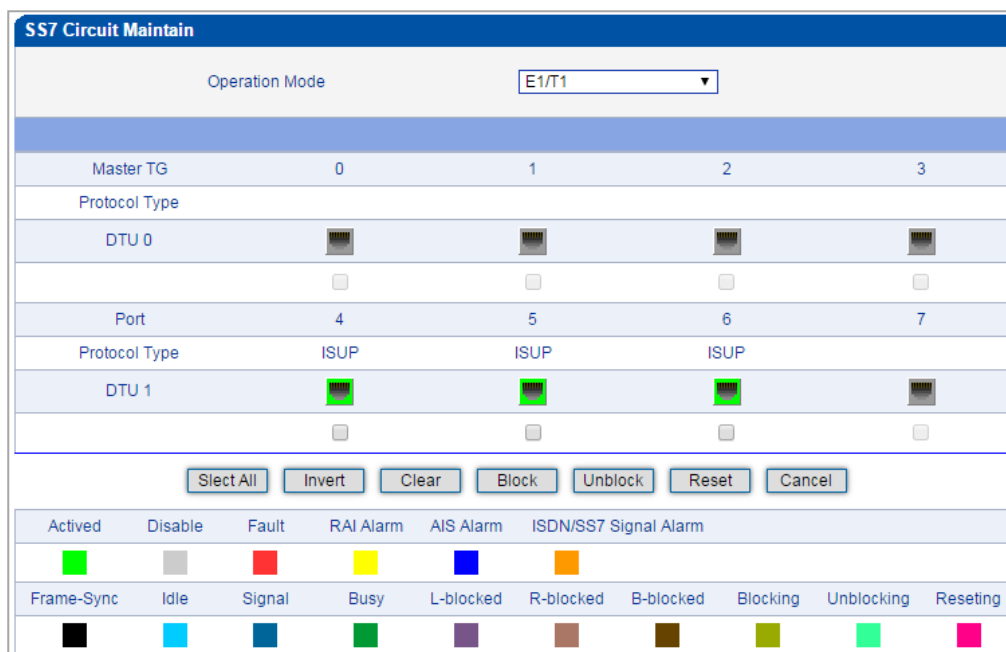 SS7 Circuit Maintain
Operation Mode E1/T1
Master TG 0 1 2 3
Protocol Type
DTU 0
Port 4 5 6 7
Protocol Type ISUP ISUP ISUP
DTU 1
Slect All Invert Clear Block Unblock Reset Cancel
Actived Disable Fault RAI Alarm AIS Alarm ISDN/SS7 Signal Alarm
Frame-Sync Idle Signal Busy L-blocked R-blocked B-blocked Blocking Unblocking Reseting